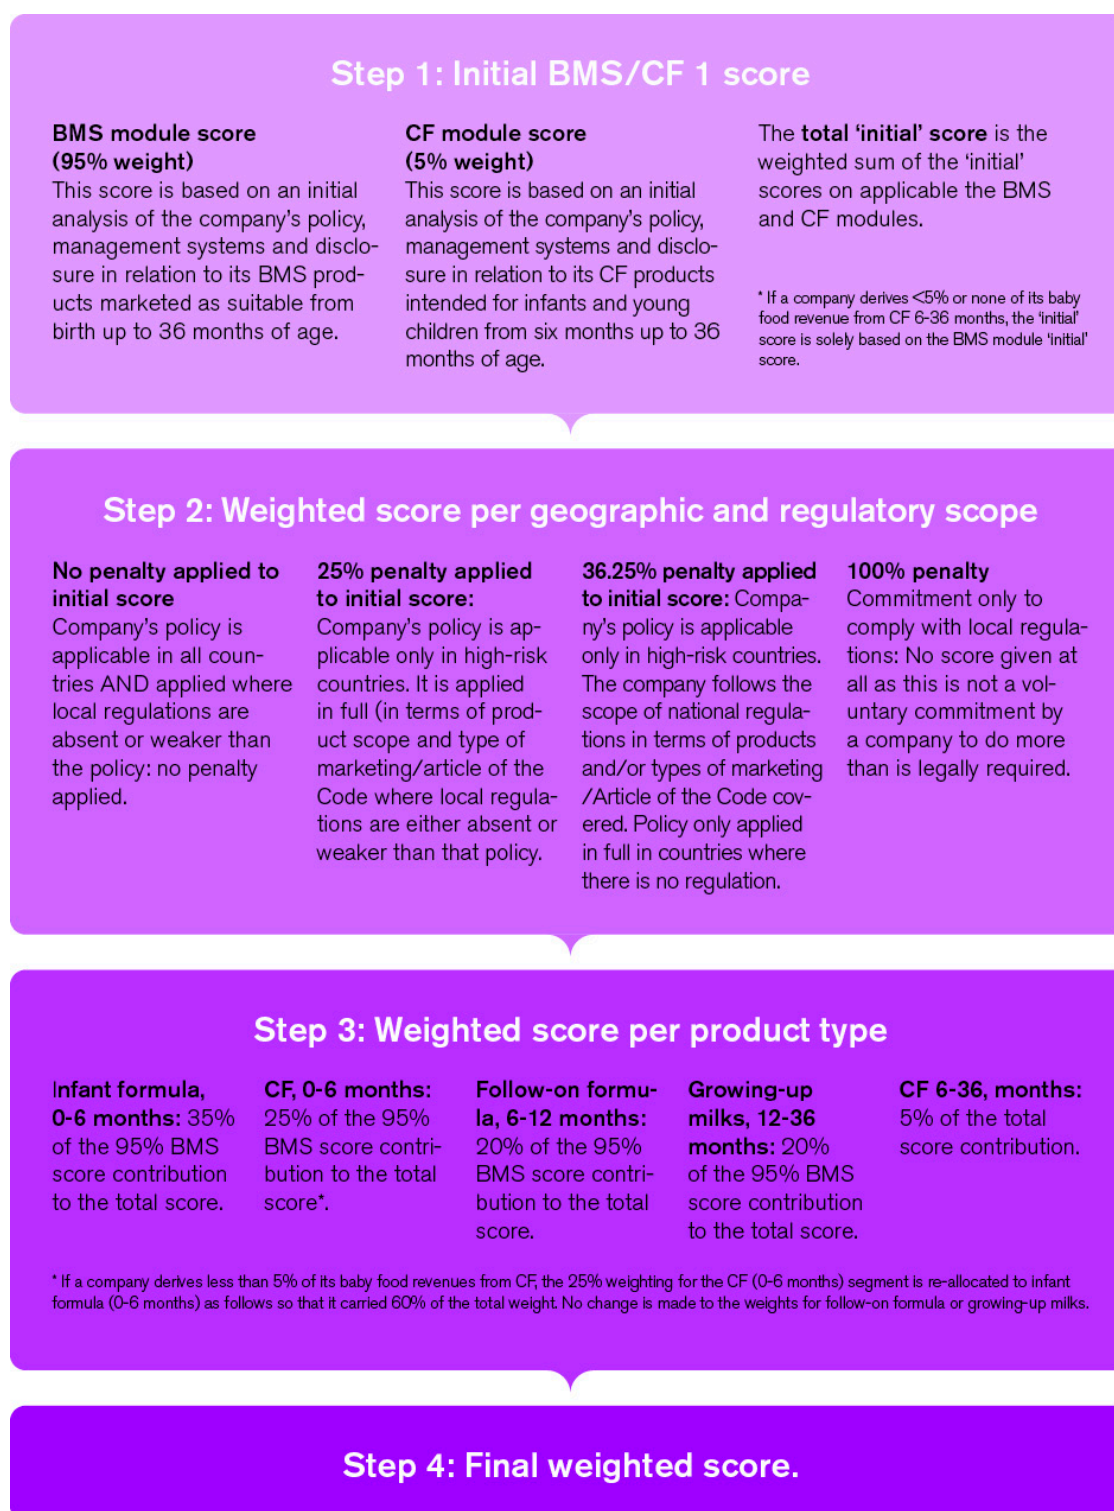 Step 1: Initial BMS/CF 1 score
BMS module score
(95% weight)
This score is based on an initial
analysis of the company's policy,
management systems and disclo-
sure in relation to its BMS prod-
ucts marketed as suitable from
birth up to 36 months of age.
CF module score
(5% weight)
This score is based on an initial
analysis of the company's policy,
management systems and disclo-
sure in relation to its CF products
intended for infants and young
children from six months up to 36
months of age.
The total 'initial' score is the
weighted sum of the 'initial'
scores on applicable the BMS
and CF modules.
* If a company derives <5% or none of its baby
food revenue from CF 6-36 months, the 'initial'
score is solely based on the BMS module 'initial'
score.
Step 2: Weighted score per geographic and regulatory scope
No penalty applied to
initial score
Company's policy is
applicable in all coun-
tries AND applied where
local regulations are
absent or weaker than
the policy: no penalty
applied.
25% penalty applied
to initial score:
Company's policy is ap-
plicable only in high-risk
countries. It is applied
in full (in terms of prod-
uct scope and type of
marketing/article of the
Code where local regula-
tions are either absent or
weaker than that policy.
36.25% penalty applied
to initial score: Compa-
ny's policy is applicable
only in high-risk countries.
The company follows the
scope of national regula-
tions in terms of products
and/or types of marketing
/Article of the Code cov-
ered. Policy only applied
in full in countries where
there is no regulation.
100% penalty
Commitment only to
comply with local regula-
tions: No score given at
all as this is not a vol-
untary commitment by
a company to do more
than is legally required.
Step 3: Weighted score per product type
Infant formula,
0-6 months: 35%
of the 95% BMS
score contribution
to the total score.
CF, 0-6 months:
25% of the 95%
BMS score contri-
bution to the total
score*.
Follow-on formu-
la, 6-12 months:
20% of the 95%
BMS score contri-
bution to the total
score.
Growing-up
milks, 12-36
months: 20%
of the 95% BMS
score contribution
to the total score.
CF 6-36, months:
5% of the total
score contribution.
* If a company derives less than 5% of its baby food revenues from CF, the 25% weighting for the CF (0-6 months) segment is re-allocated to infant
formula (0-6 months) as follows so that it carried 60% of the total weight. No change is made to the weights for follow-on formula or growing-up milks.
Step 4: Final weighted score.